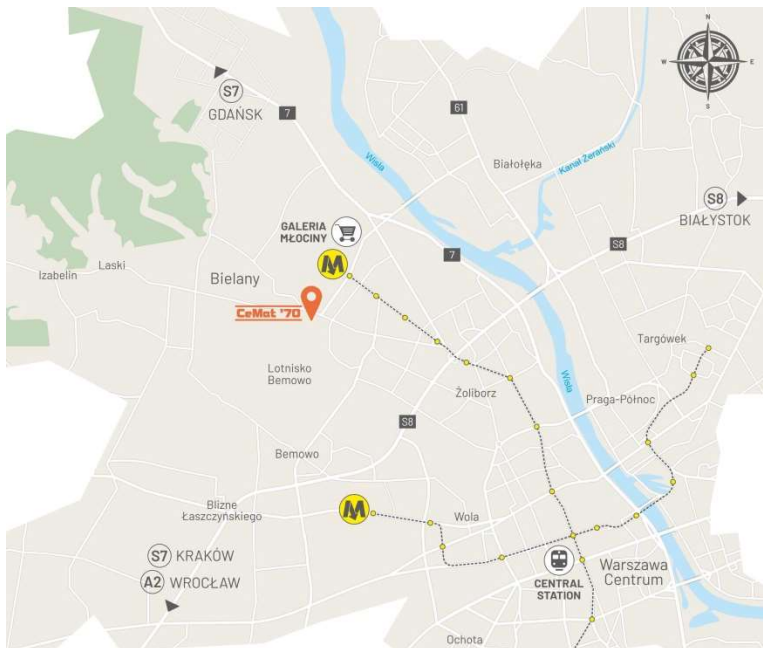 N
W
E
S
S7
GDAŃSK
7
61
Wisła
Białołęka
Kanał Żerański
S8
BIAŁYSTOK
GALERIA
MŁOCINY
M
7
S8
Laski
Izabelin
Bielany
CeMat '70
Targówek
Lotnisko
Bemowo
Żoliborz
Wisła
Praga-Północ
S8
Bemowo
Blizne
Łaszczyńskiego
M
Wola
S7 KRAKÓW
A2 WROCŁAW
CENTRAL
STATION
Warszawa
Centrum
Ochota